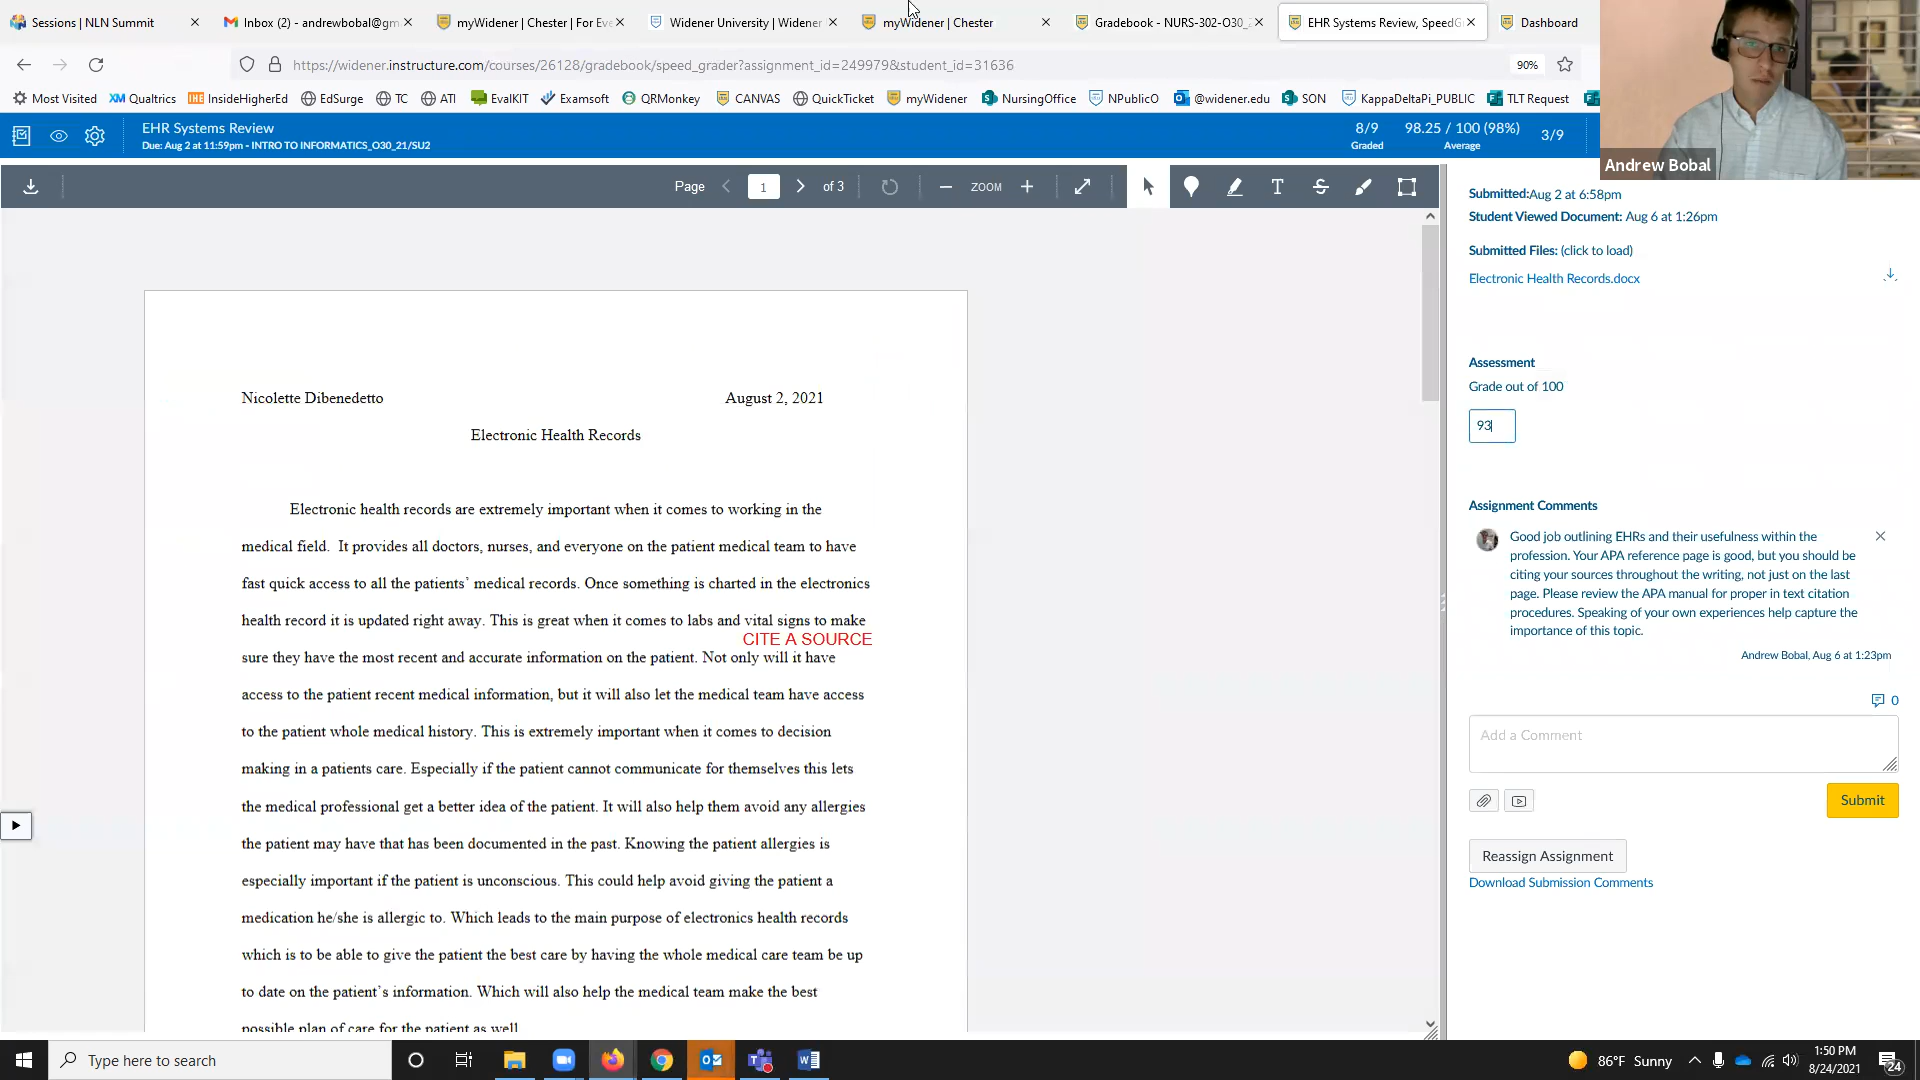 Sessions | NLN Summit
Inbox (2) - andrewbobal@gm
myWidener | Chester | For Eve
Widener University | Widener
myWidener | Chester
Gradebook - NURS-302-O30_
EHR Systems Review, SpeedG
Dashboard
https://widener.instructure.com/courses/26128/gradebook/speed_grader?assignment_id=249979&student_id=31636
90%
Most Visited
XM Qualtrics
IHE InsideHigherEd
EdSurge
TC
ATI
EvalKIT
Examsoft
QRMonkey
CANVAS
QuickTicket
myWidener
NursingOffice
NPublicO
@widener.edu
SON
KappaDeltaPi_PUBLIC
TLT Request
EHR Systems Review
Due: Aug 2 at 11:59pm - INTRO TO INFORMATICS_O30_21/SU2
8/9
Graded
98.25 / 100 (98%)
Average
3/9
Andrew Bobal
Page 1 of 3
ZOOM
Submitted: Aug 2 at 6:58pm
Student Viewed Document: Aug 6 at 1:26pm
Submitted Files: (click to load)
Electronic Health Records.docx
Assessment
Grade out of 100
93
Assignment Comments
Good job outlining EHRs and their usefulness within the
profession. Your APA reference page is good, but you should be
citing your sources throughout the writing, not just on the last
page. Please review the APA manual for proper in text citation
procedures. Speaking of your own experiences help capture the
importance of this topic.
Andrew Bobal, Aug 6 at 1:23pm
0
Add a Comment
Submit
Reassign Assignment
Download Submission Comments
Nicolette Dibenedetto
August 2, 2021
Electronic Health Records
Electronic health records are extremely important when it comes to working in the
medical field.  It provides all doctors, nurses, and everyone on the patient medical team to have
fast quick access to all the patients’ medical records. Once something is charted in the electronics
health record it is updated right away. This is great when it comes to labs and vital signs to make
CITE A SOURCE
sure they have the most recent and accurate information on the patient. Not only will it have
access to the patient recent medical information, but it will also let the medical team have access
to the patient whole medical history. This is extremely important when it comes to decision
making in a patients care. Especially if the patient cannot communicate for themselves this lets
the medical professional get a better idea of the patient. It will also help them avoid any allergies
the patient may have that has been documented in the past. Knowing the patient allergies is
especially important if the patient is unconscious. This could help avoid giving the patient a
medication he/she is allergic to. Which leads to the main purpose of electronics health records
which is to be able to give the patient the best care by having the whole medical care team be up
to date on the patient’s information. Which will also help the medical team make the best
possible plan of care for the patient as well.
Type here to search
86°F Sunny
1:50 PM
8/24/2021
24